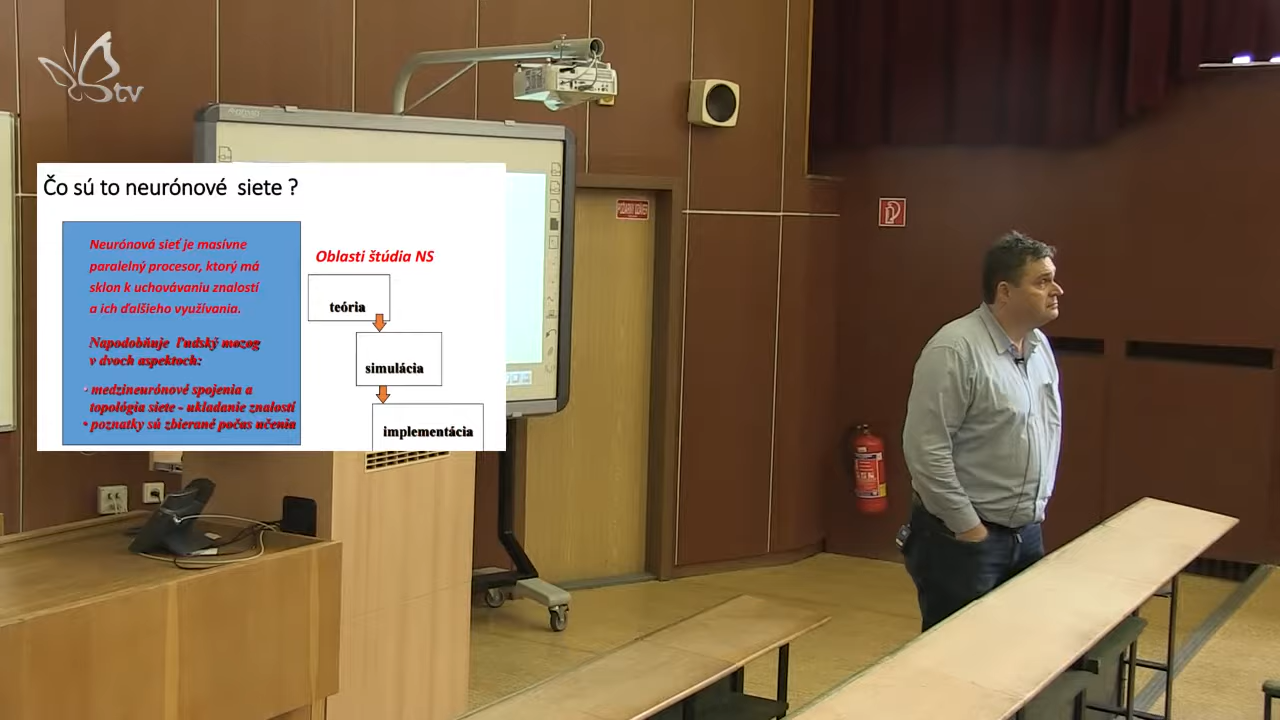 tv
Čo sú to neurónové siete ?
Neurónová sieť je masívne
paralelný procesor, ktorý má
sklon k uchovávaniu znalostí
a ich ďalšieho využívania.
Napodobňuje ľudský mozog
v dvoch aspektoch:
• medzineurónové spojenia a
topológia siete - ukladanie znalostí
• poznatky sú zbierané počas učenia
Oblasti štúdia NS
teória
simulácia
implementácia